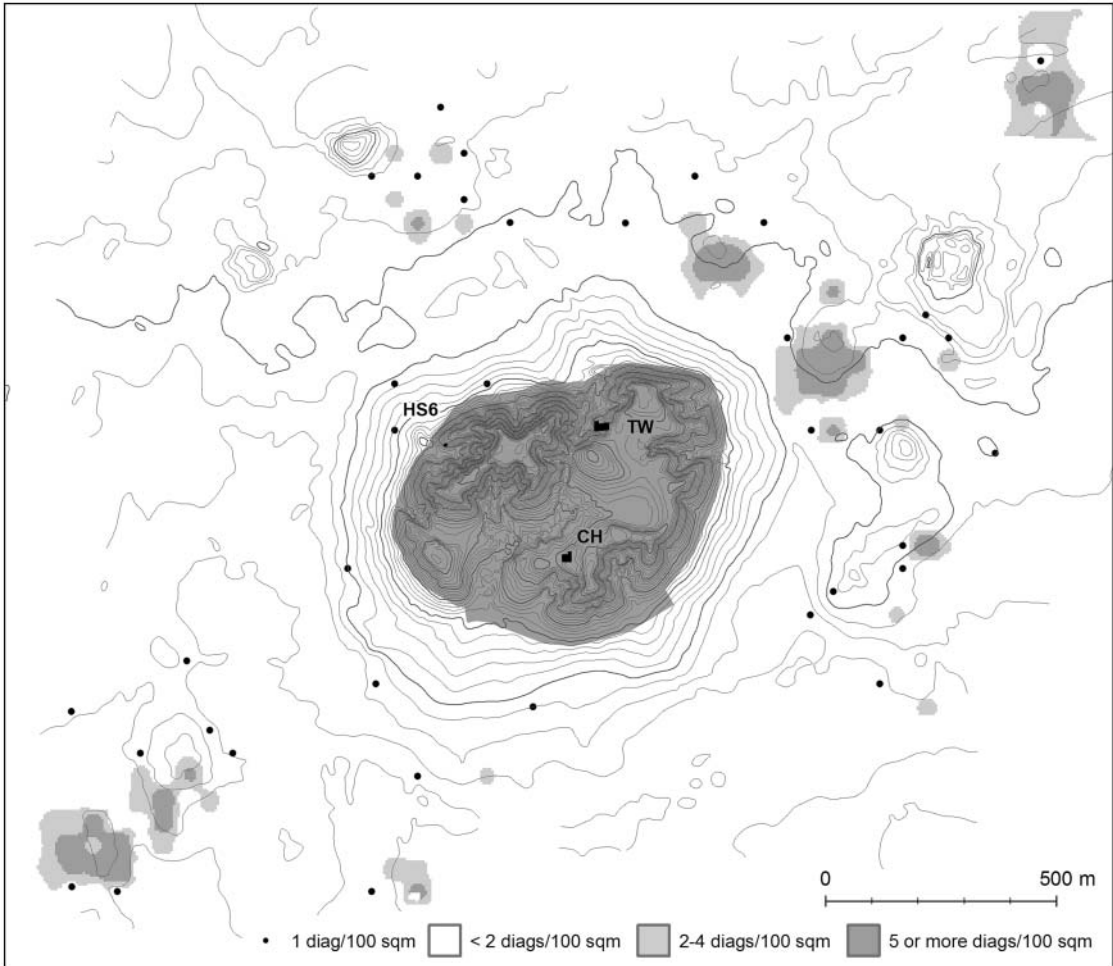 HS6
TW
CH
0 500 m
1 diag/100 sqm < 2 diags/100 sqm 2-4 diags/100 sqm 5 or more diags/100 sqm